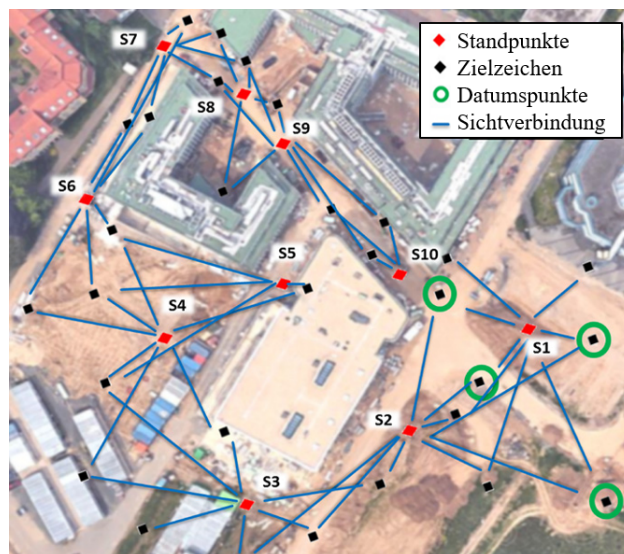 S7
Standpunkte
Zielzeichen
Datumspunkte
Sichtverbindung
S8
S9
S6
S5
S10
S4
S1
S2
S3